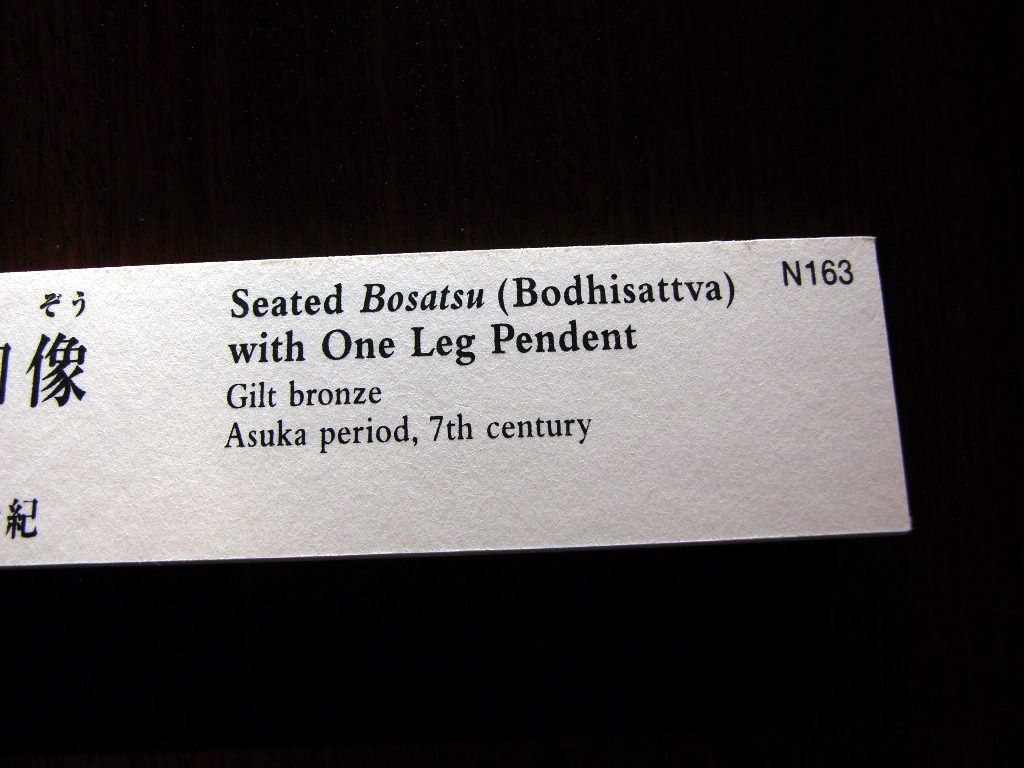 ぞう
像
紀
Seated Bosatsu (Bodhisattva)
with One Leg Pendent
Gilt bronze
Asuka period, 7th century
N163